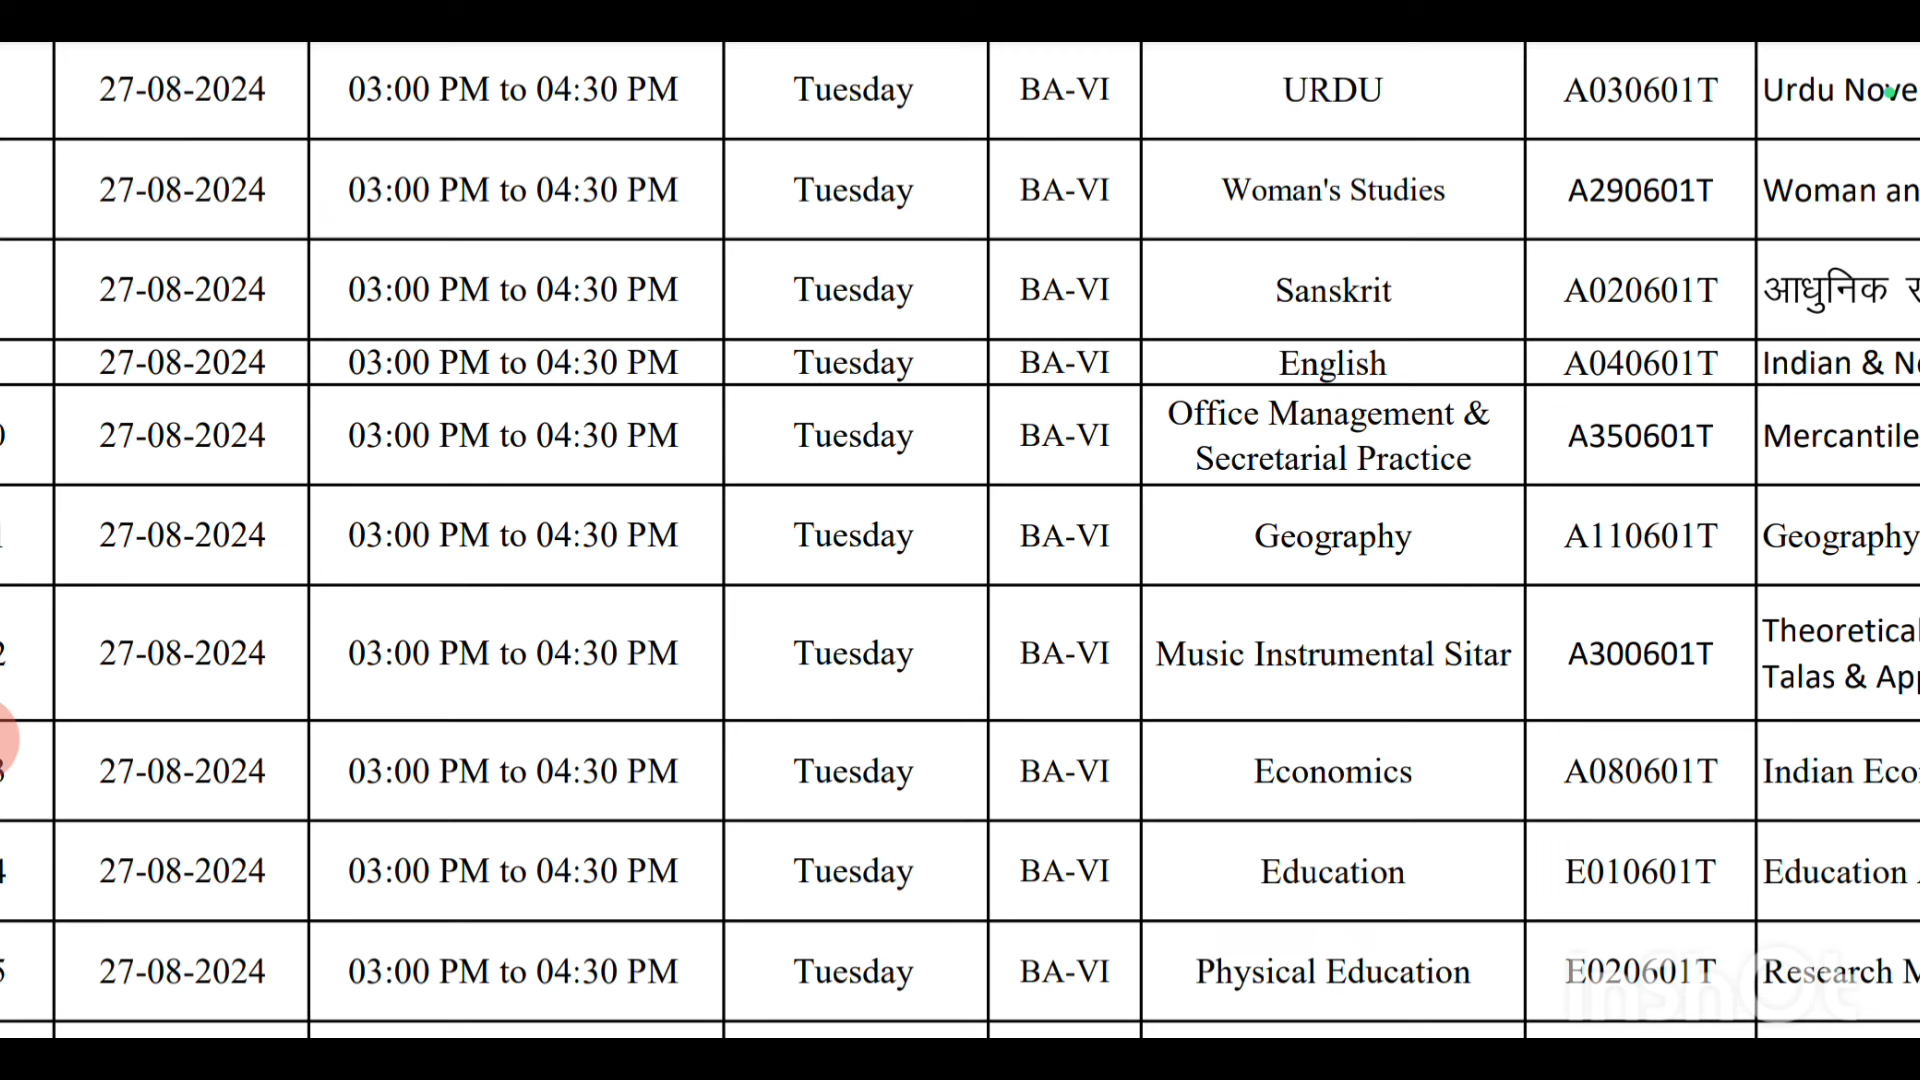 27-08-2024 03:00 PM to 04:30 PM Tuesday BA-VI URDU A030601T Urdu Nove
27-08-2024 03:00 PM to 04:30 PM Tuesday BA-VI Woman's Studies A290601T Woman an
27-08-2024 03:00 PM to 04:30 PM Tuesday BA-VI Sanskrit A020601T आधुनिक
27-08-2024 03:00 PM to 04:30 PM Tuesday BA-VI English A040601T Indian &
27-08-2024 03:00 PM to 04:30 PM Tuesday BA-VI Office Management &
Secretarial Practice A350601T Mercantile
27-08-2024 03:00 PM to 04:30 PM Tuesday BA-VI Geography A110601T Geography
27-08-2024 03:00 PM to 04:30 PM Tuesday BA-VI Music Instrumental Sitar A300601T Theoretical
Talas & App
27-08-2024 03:00 PM to 04:30 PM Tuesday BA-VI Economics A080601T Indian Eco
27-08-2024 03:00 PM to 04:30 PM Tuesday BA-VI Education E010601T Education
27-08-2024 03:00 PM to 04:30 PM Tuesday BA-VI Physical Education E020601T Research M
InShOt